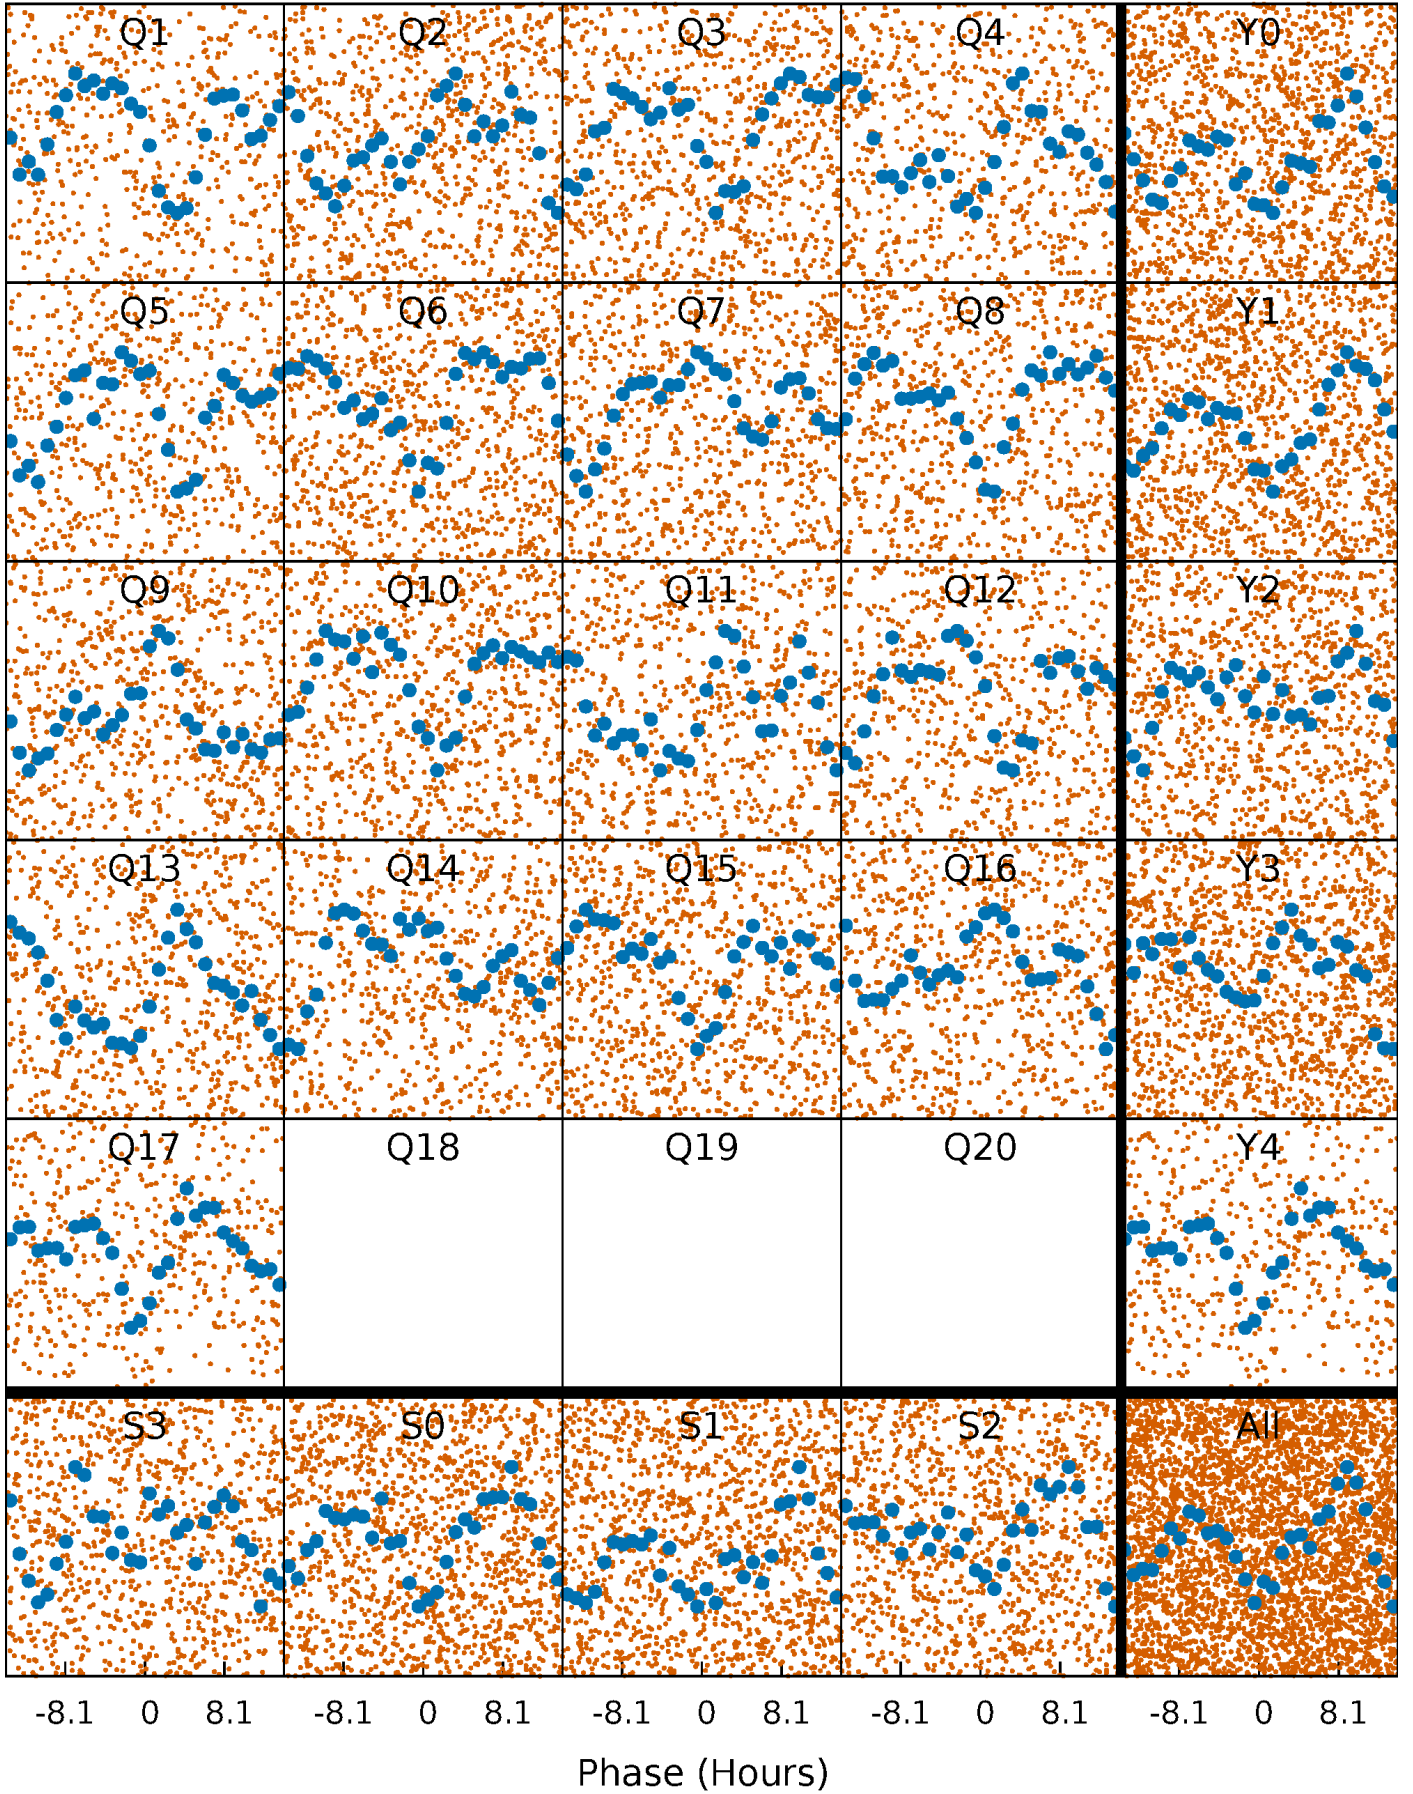 Q1 Q2 Q3 Q4 Y0
Q5 Q6 Q7 Q8 Y1
Q9 Q10 Q11 Q12 Y2
Q13 Q14 Q15 Q16 Y3
Q17 Q18 Q19 Q20 Y4
S3 S0 S1 S2 All
-8.1 0 8.1 -8.1 0 8.1 -8.1 0 8.1 -8.1 0 8.1 -8.1 0 8.1
Phase (Hours)